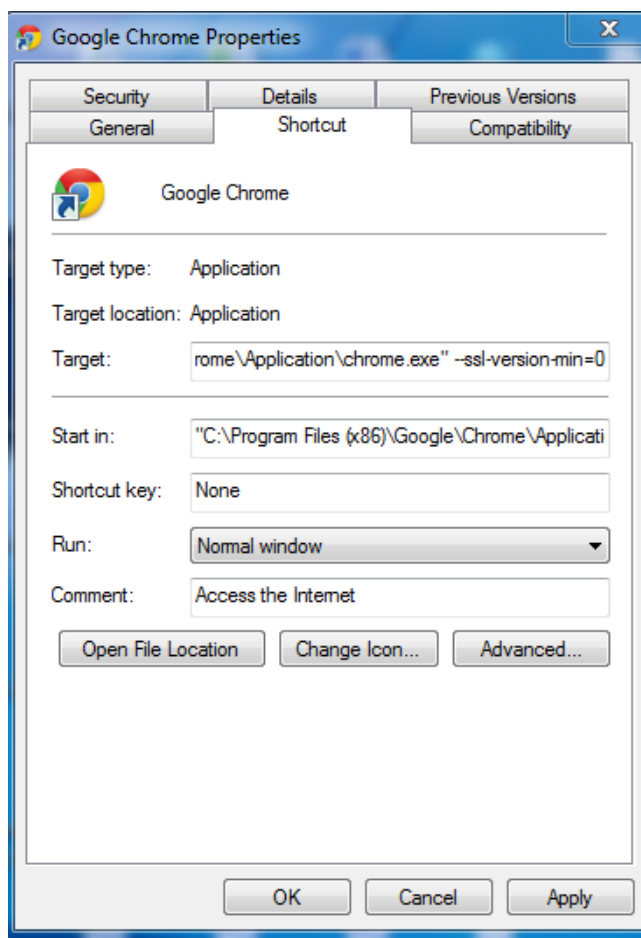 Google Chrome Properties
Security Details Previous Versions
General Shortcut Compatibility
Google Chrome
Target type: Application
Target location: Application
Target: rome\Application\chrome.exe" --ssl-version-min=0
Start in: "C:\Program Files (x86)\Google\Chrome\Applicati
Shortcut key: None
Run: Normal window
Comment: Access the Internet
Open File Location Change Icon... Advanced...
OK Cancel Apply